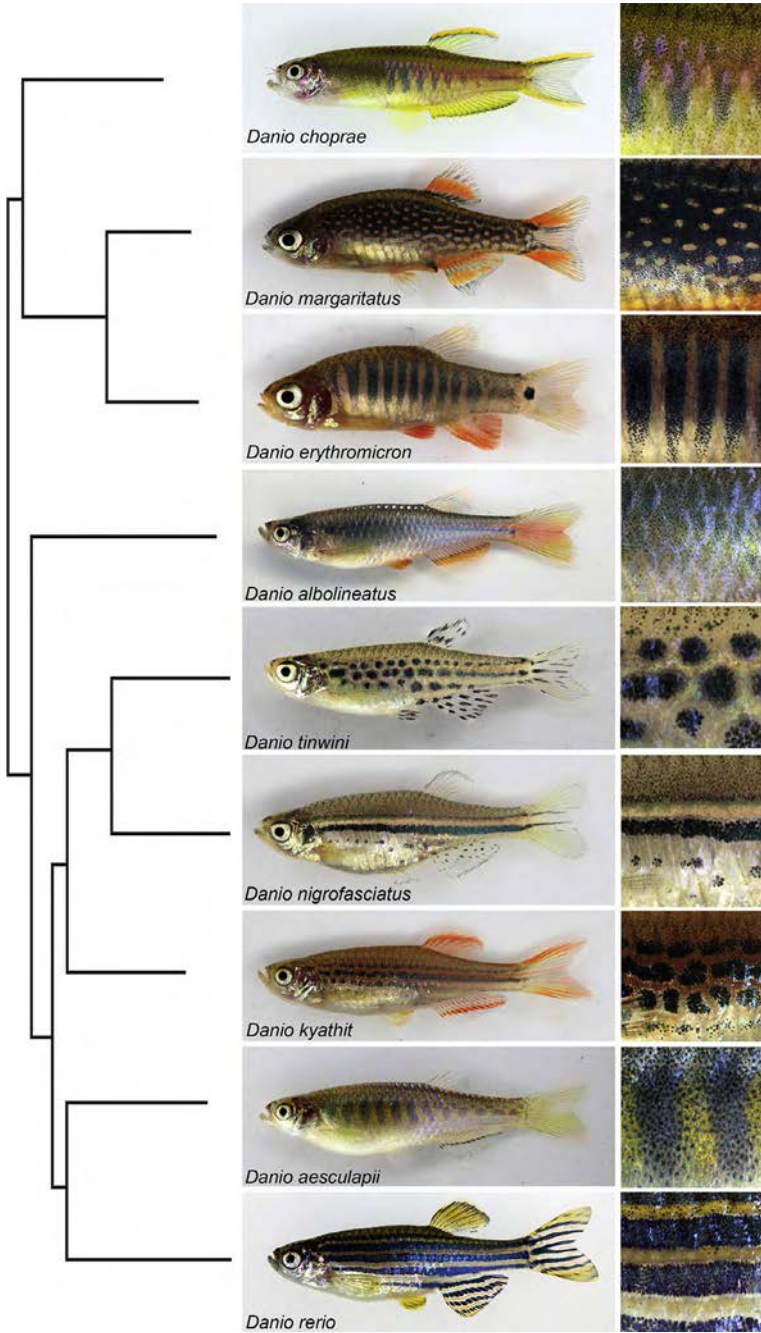 Danio choprae
Danio margaritatus
Danio erythromicron
Danio albolineatus
Danio tinwini
Danio nigrofasciatus
Danio kyathit
Danio aesculapii
Danio rerio